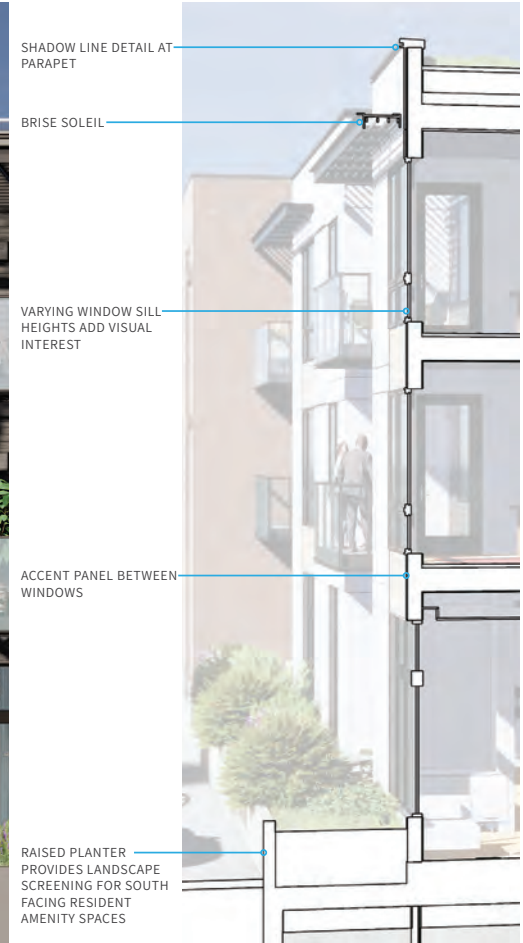 SHADOW LINE DETAIL AT
PARAPET
BRISE SOLEIL
VARYING WINDOW SILL
HEIGHTS ADD VISUAL
INTEREST
ACCENT PANEL BETWEEN
WINDOWS
RAISED PLANTER
PROVIDES LANDSCAPE
SCREENING FOR SOUTH
FACING RESIDENT
AMENITY SPACES